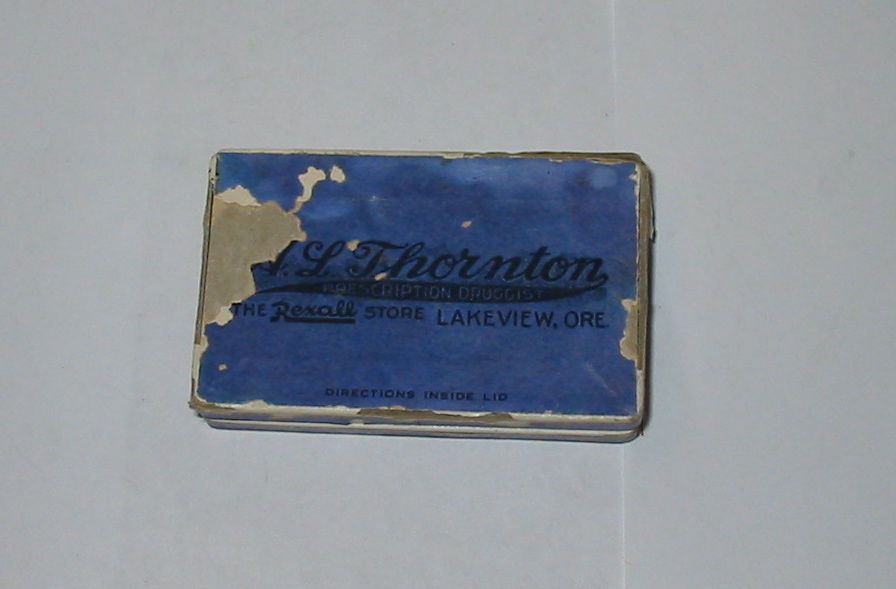 L Thornton
PRESCRIPTION DRUGGIST
THE Rexall STORE LAKEVIEW, ORE.
DIRECTIONS INSIDE LID